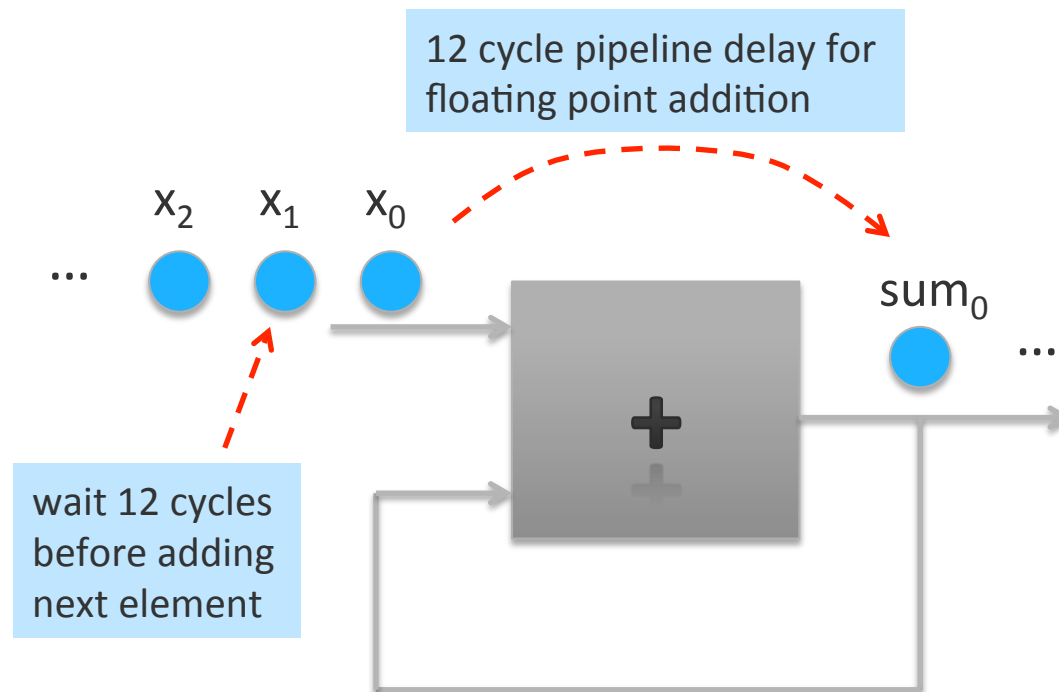 12 cycle pipeline delay for
floating point addition
x₂ x₁ x₀
...
sum₀
...
+
wait 12 cycles
before adding
next element